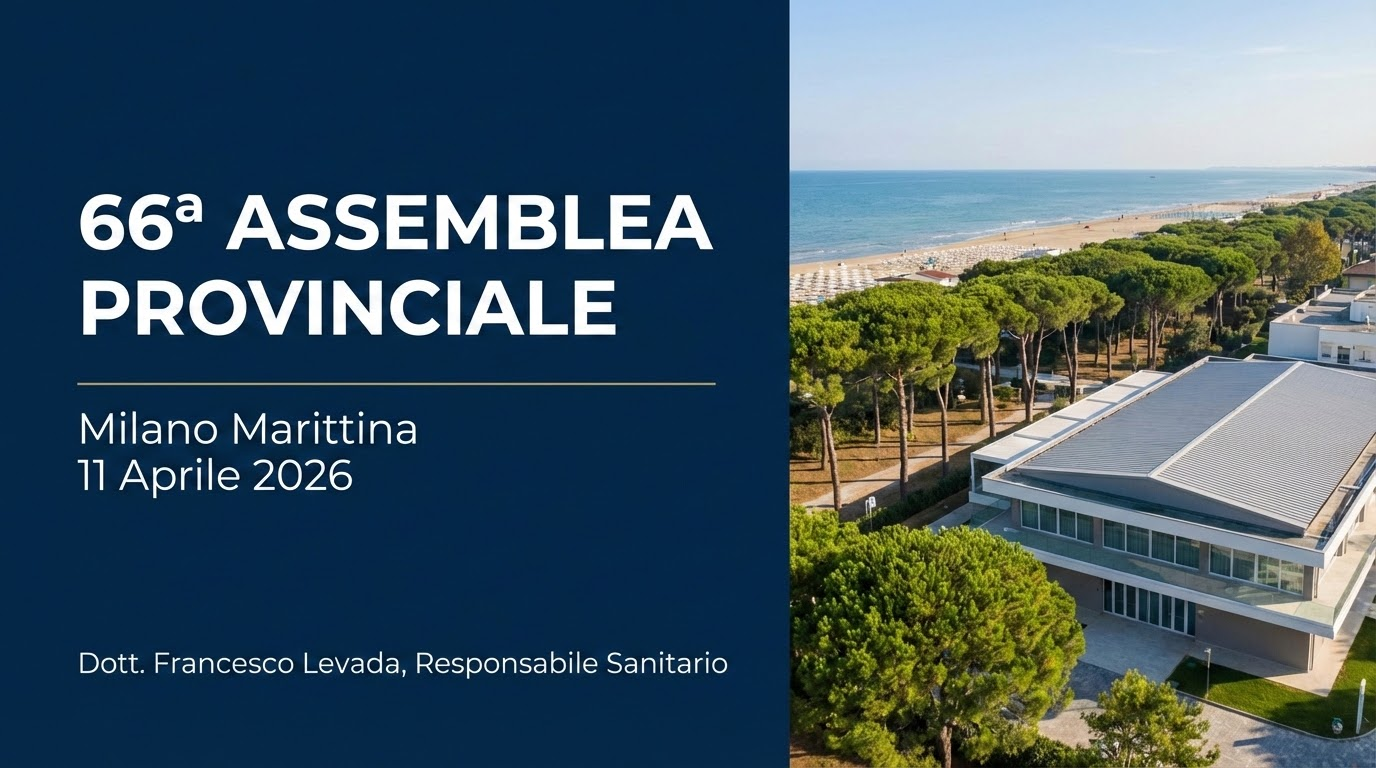 66ª ASSEMBLEA
PROVINCIALE
Milano Marittina
11 Aprile 2026
Dott. Francesco Levada, Responsabile Sanitario